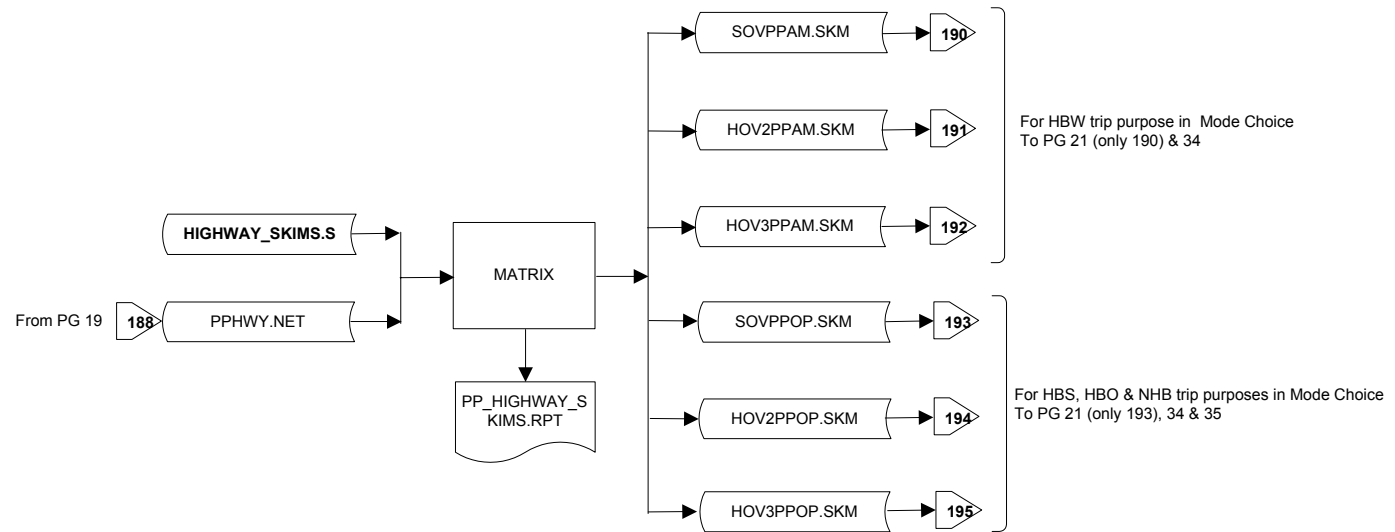 SOVPPAM.SKM
190
HOV2PPAM.SKM
191
For HBW trip purpose in Mode Choice
To PG 21 (only 190) & 34
HOV3PPAM.SKM
192
HIGHWAY_SKIMS.S
MATRIX
From PG 19
188
PPHWY.NET
PP_HIGHWAY_S
KIMS.RPT
SOVPPOP.SKM
193
HOV2PPOP.SKM
194
For HBS, HBO & NHB trip purposes in Mode Choice
To PG 21 (only 193), 34 & 35
HOV3PPOP.SKM
195